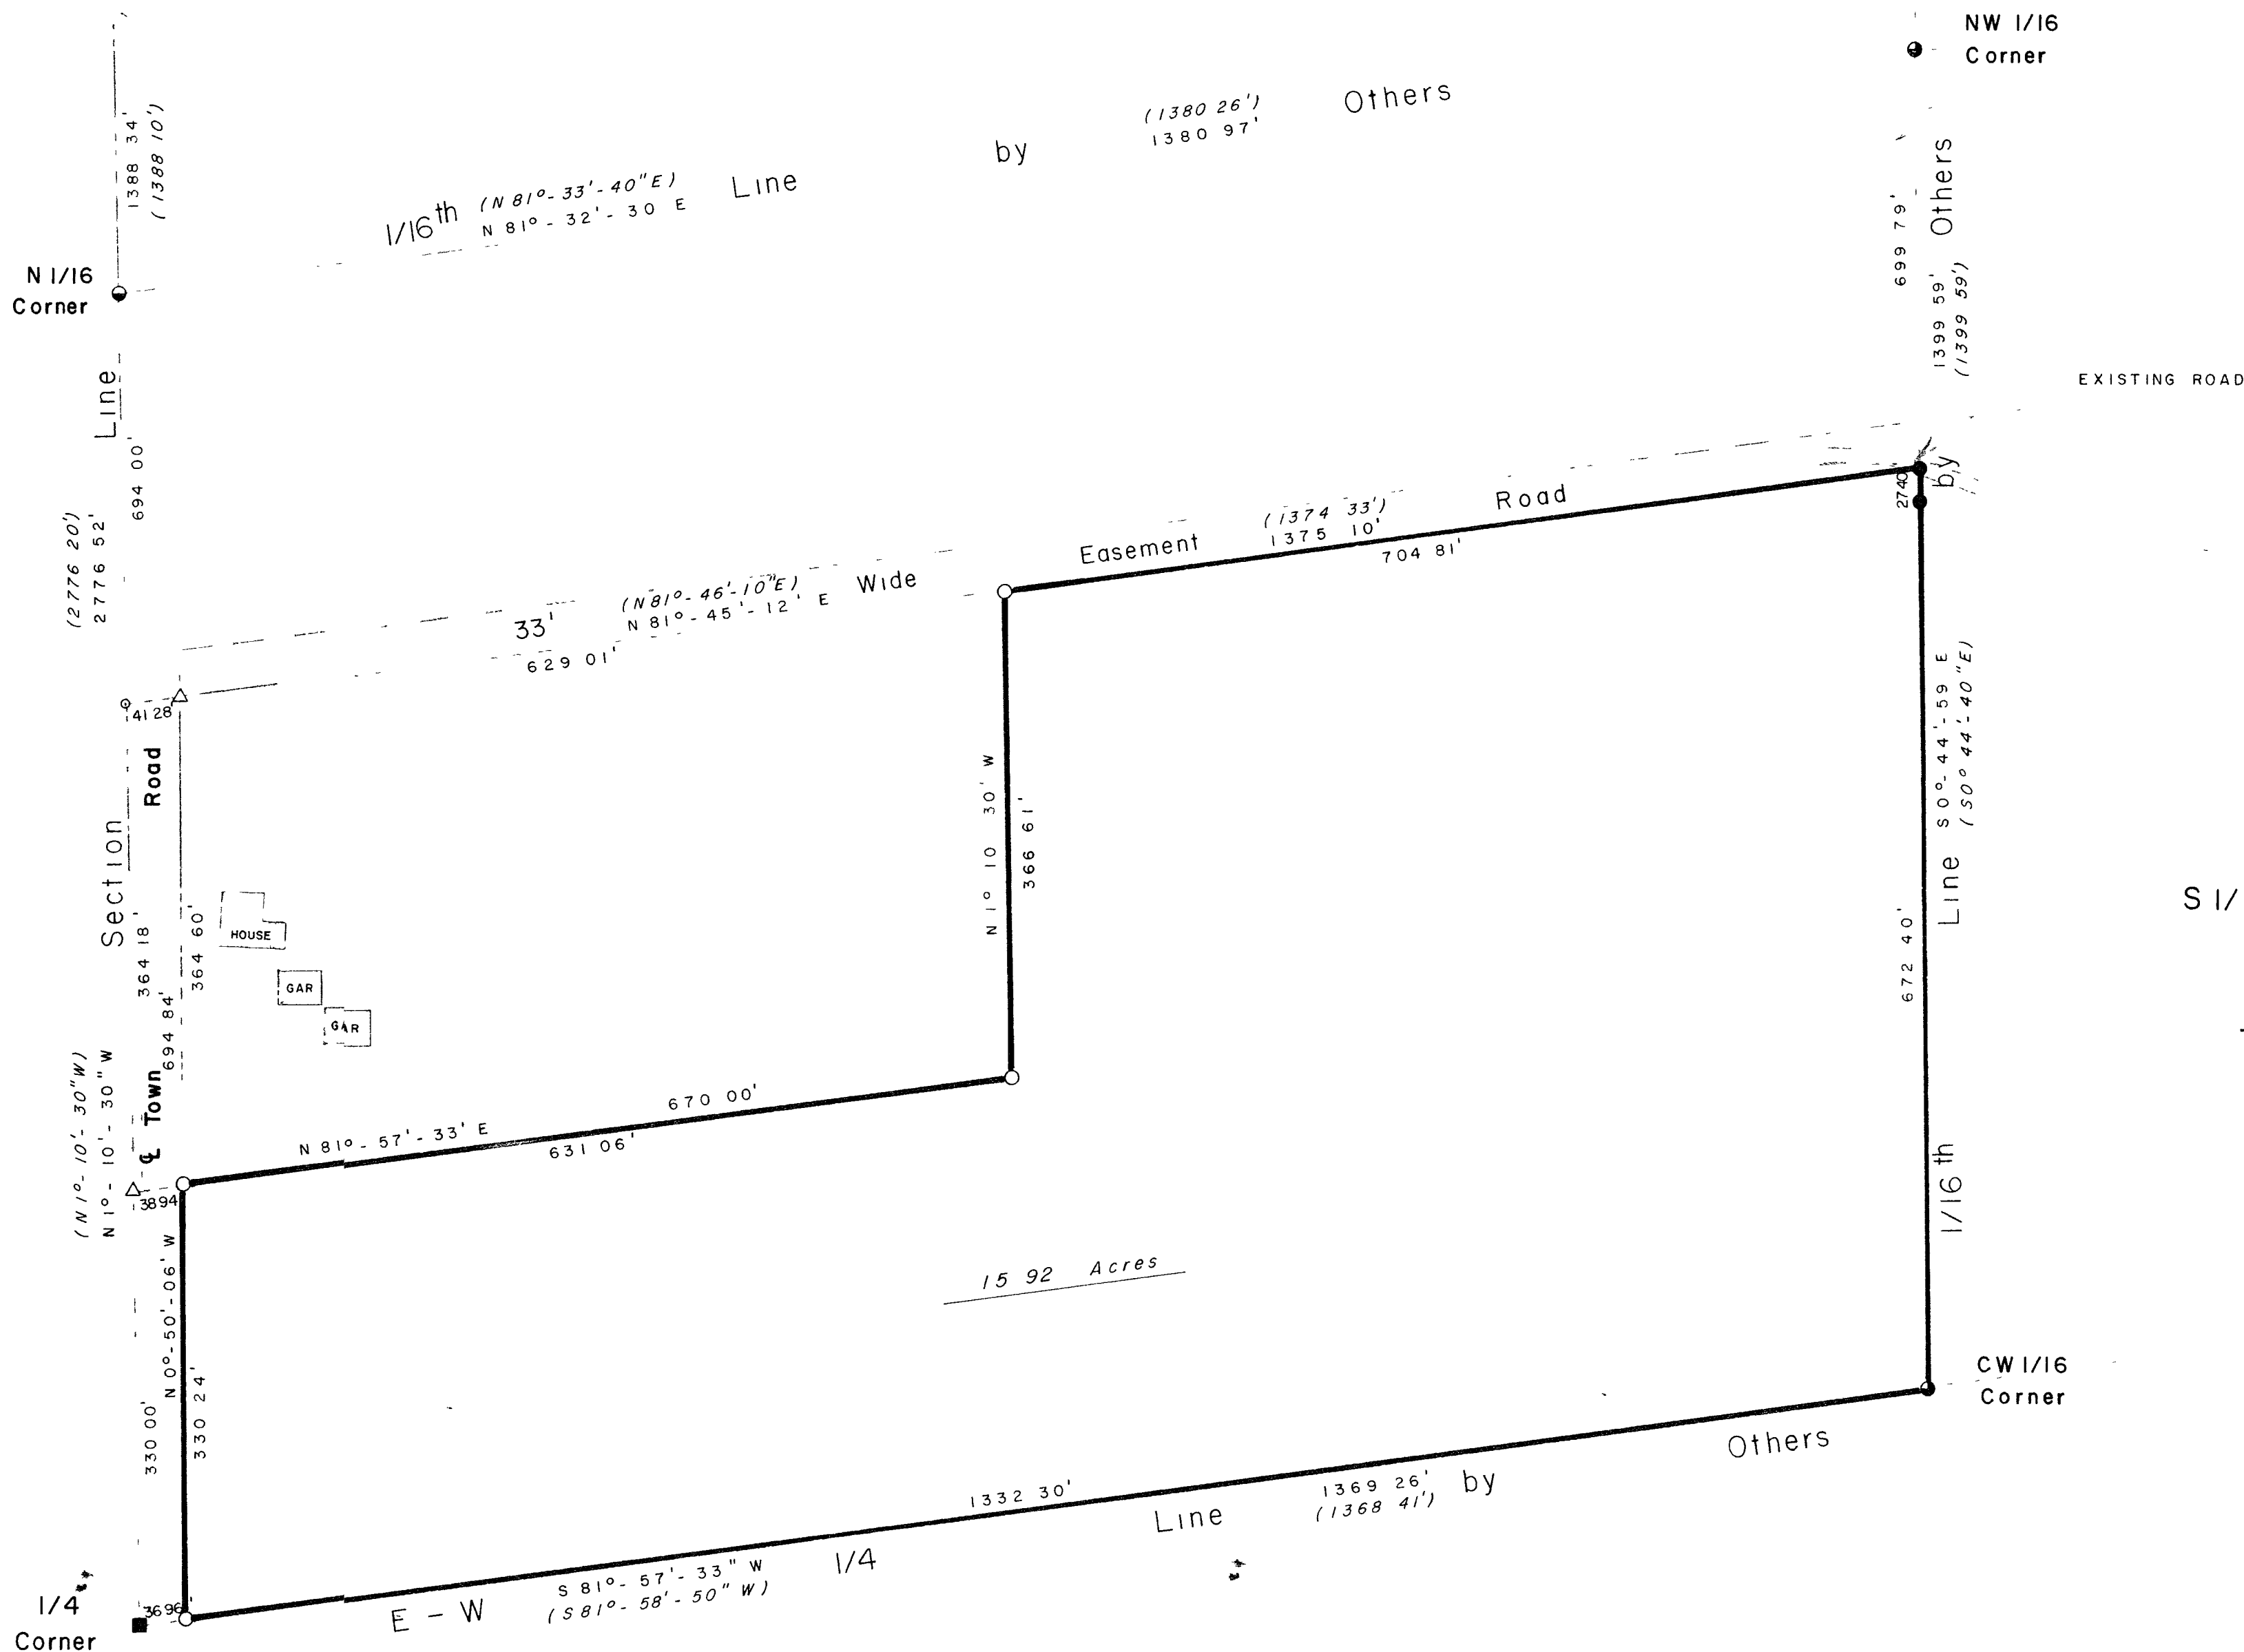 NW 1/16
Corner
1388 34'
(1388 10')
(1380 26')
1380 97'
1/16th Line by Others
(N 81°-33'-40"E)
N 81°-32'-30 E
N 1/16
Corner
699 79'
1399 59'
(1399 59')
EXISTING ROAD
694 00'
(2776 20')
2776 52'
33' Wide Easement Road
(N 81°-46'-10"E)
N 81°-45'-12' E
(1374 33')
1375 10'
704 81'
629 01'
2740
41 28'
Section Line
℄ Town Road
364 18'
364 60'
694 84'
HOUSE
GAR
GAR
N 1° 10 30' W
366 61'
S 0°-44'-59 E
(S 0° 44'-40"E)
672 40'
1/16th Line by Others
S 1/
(N 1°-10'-30"W)
N 1°-10'-30"W
N 81°-57'-33' E
670 00'
631 06'
3894
N 0°-50'-06' W
330 24'
330 00'
15 92 Acres
CW 1/16
Corner
1332 30'
1369 26'
(1368 41')
E-W 1/4 Line by Others
S 81°-57'-33" W
(S 81°-58'-50" W)
3696'
1/4
Corner